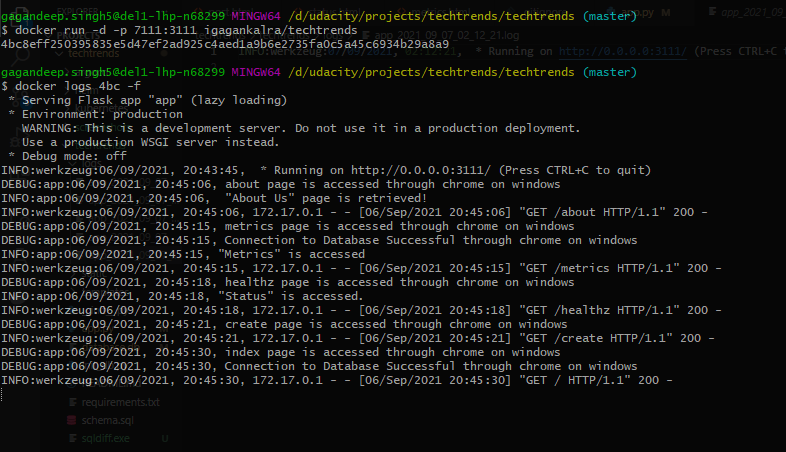 gagandeep.singh5@del1-lhp-n68299 MINGW64 /d/udacity/projects/techtrends/techtrends (master)
$ docker run -d -p 7111:3111 igagankalra/techtrends
4bc8eff250395835e5d47ef2ad925c4aed1a9b6e2735fa0c5a45c6934b29a8a9
gagandeep.singh5@del1-lhp-n68299 MINGW64 /d/udacity/projects/techtrends/techtrends (master)
$ docker logs 4bc -f
* Serving Flask app "app" (lazy loading)
* Environment: production
WARNING: This is a development server. Do not use it in a production deployment.
Use a production WSGI server instead.
* Debug mode: off
INFO:werkzeug:06/09/2021, 20:43:45,  * Running on http://0.0.0.0:3111/ (Press CTRL+C to quit)
DEBUG:app:06/09/2021, 20:45:06, about page is accessed through chrome on windows
INFO:app:06/09/2021, 20:45:06,  "About Us" page is retrieved!
INFO:werkzeug:06/09/2021, 20:45:06, 172.17.0.1 - - [06/Sep/2021 20:45:06] "GET /about HTTP/1.1" 200 -
DEBUG:app:06/09/2021, 20:45:15, metrics page is accessed through chrome on windows
DEBUG:app:06/09/2021, 20:45:15, Connection to Database Successful through chrome on windows
INFO:app:06/09/2021, 20:45:15, "Metrics" is accessed
INFO:werkzeug:06/09/2021, 20:45:15, 172.17.0.1 - - [06/Sep/2021 20:45:15] "GET /metrics HTTP/1.1" 200 -
DEBUG:app:06/09/2021, 20:45:18, healthz page is accessed through chrome on windows
INFO:app:06/09/2021, 20:45:18, "Status" is accessed.
INFO:werkzeug:06/09/2021, 20:45:18, 172.17.0.1 - - [06/Sep/2021 20:45:18] "GET /healthz HTTP/1.1" 200 -
DEBUG:app:06/09/2021, 20:45:21, create page is accessed through chrome on windows
INFO:werkzeug:06/09/2021, 20:45:21, 172.17.0.1 - - [06/Sep/2021 20:45:21] "GET /create HTTP/1.1" 200 -
DEBUG:app:06/09/2021, 20:45:30, index page is accessed through chrome on windows
DEBUG:app:06/09/2021, 20:45:30, Connection to Database Successful through chrome on windows
INFO:werkzeug:06/09/2021, 20:45:30, 172.17.0.1 - - [06/Sep/2021 20:45:30] "GET / HTTP/1.1" 200 -
requirements.txt
schema.sql
sqldiff.exe U